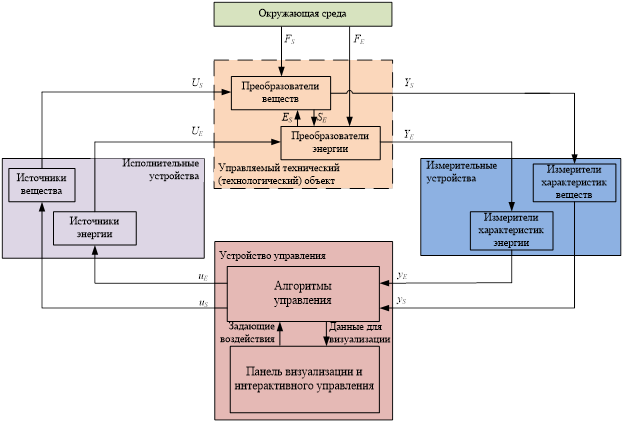 Окружающая среда
F_S
F_E
U_S
Преобразователи
веществ
Y_S
E_S
S_E
U_E
Преобразователи
энергии
Y_E
Управляемый технический
(технологический) объект
Исполнительные
устройства
Источники
вещества
Источники
энергии
Измерительные
устройства
Измерители
характеристик
веществ
Измерители
характеристик
энергии
Устройство управления
u_E
Алгоритмы
управления
y_E
u_S
y_S
Задающие
воздействия
Данные для
визуализации
Панель визуализации и
интерактивного управления